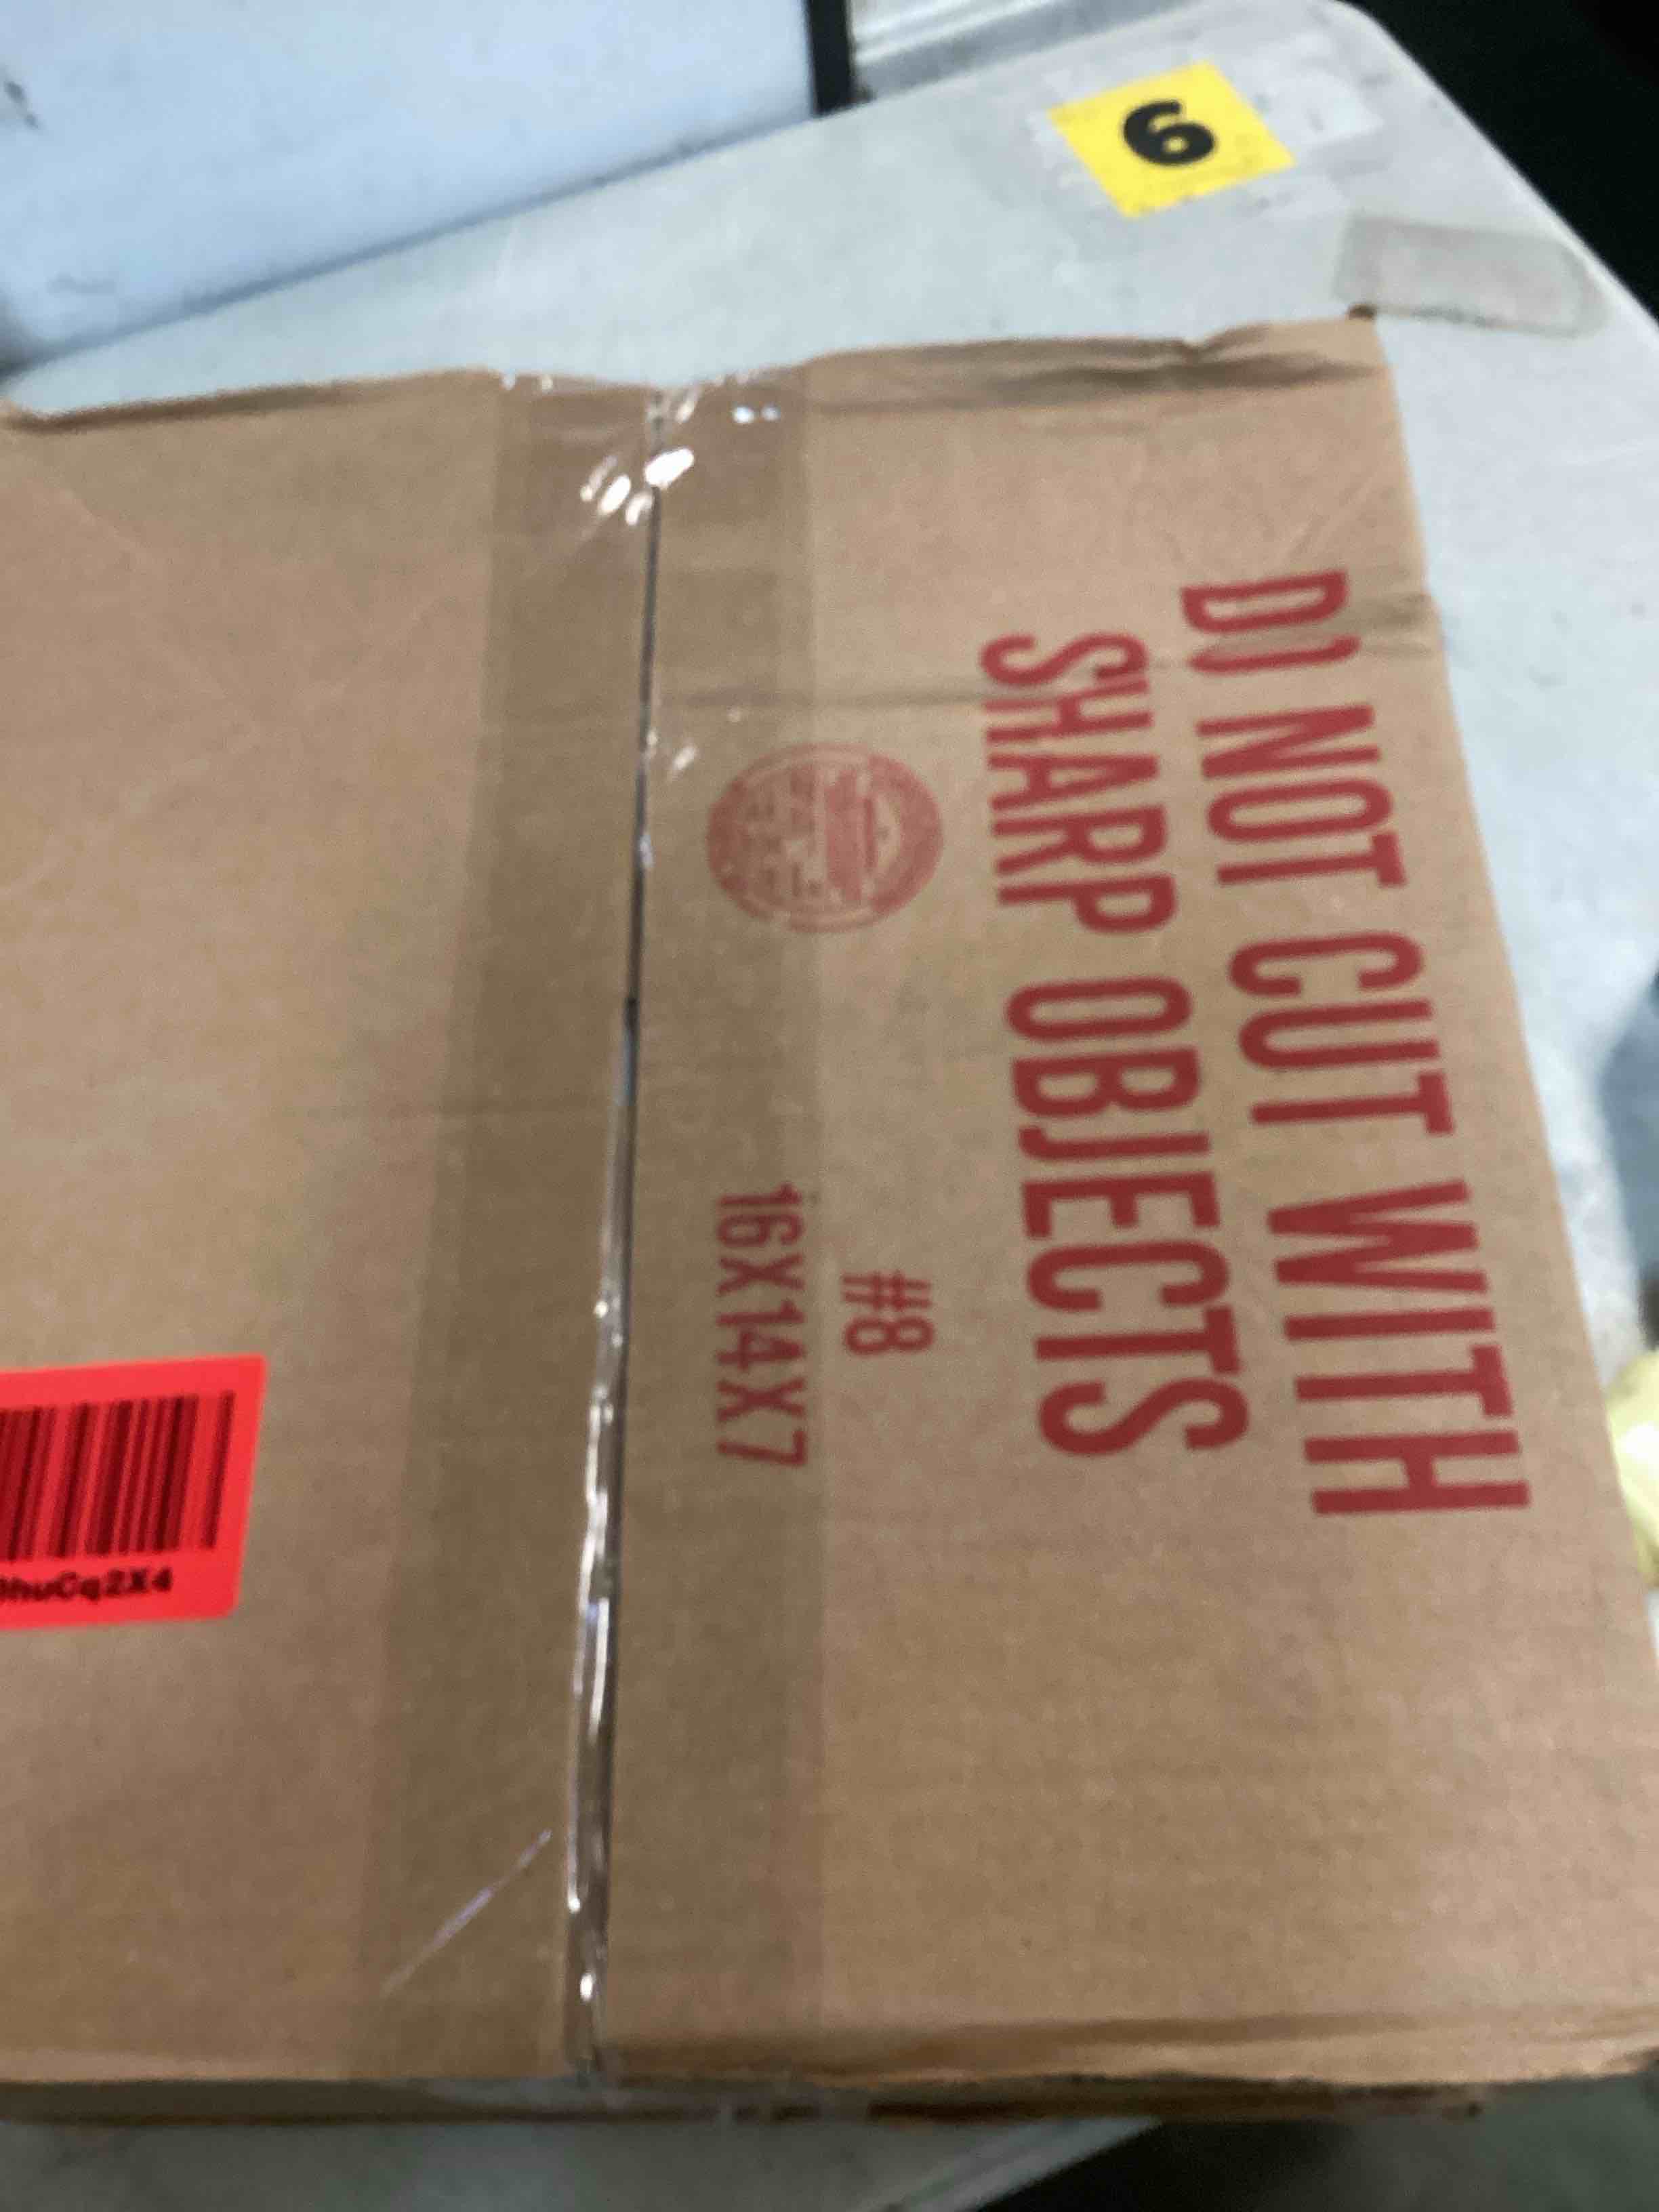 6
DO NOT CUT WITH
SHARP OBJECTS
#8
16X14X7